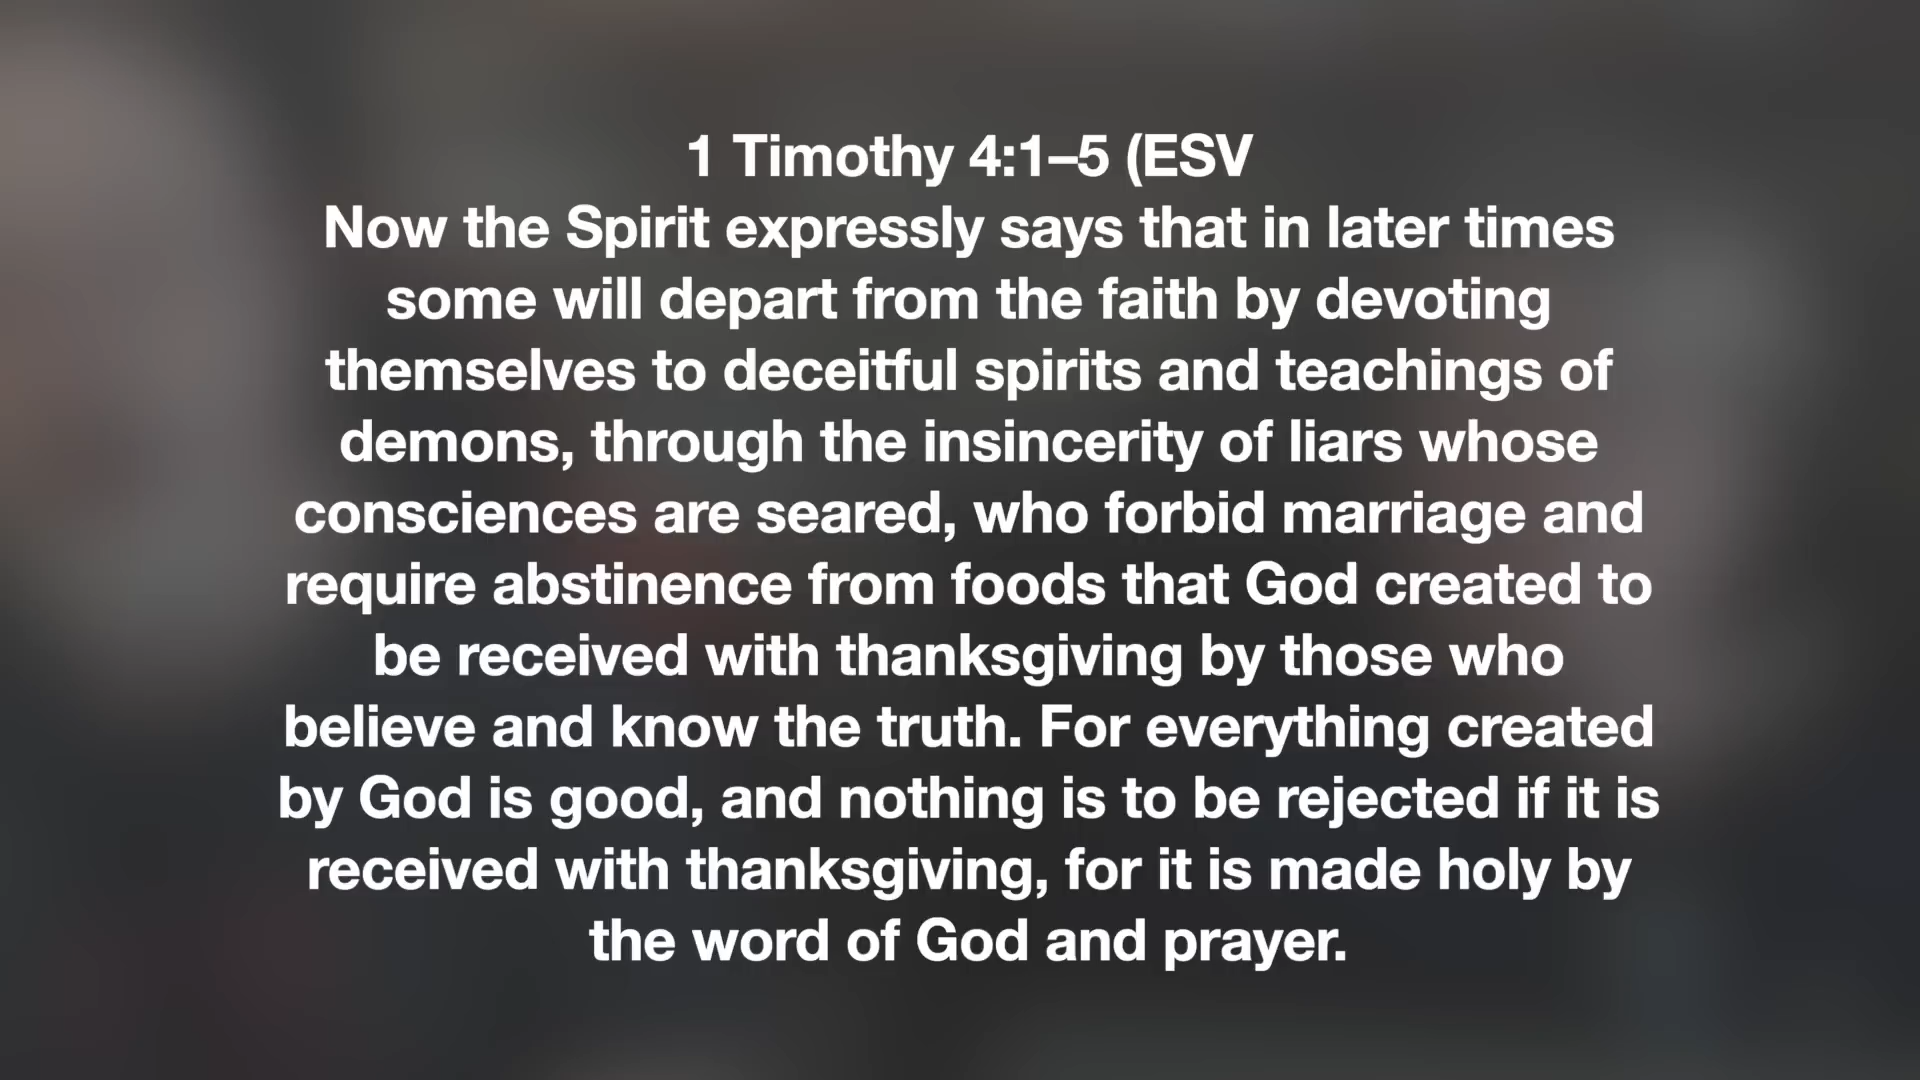 1 Timothy 4:1–5 (ESV
Now the Spirit expressly says that in later times
some will depart from the faith by devoting
themselves to deceitful spirits and teachings of
demons, through the insincerity of liars whose
consciences are seared, who forbid marriage and
require abstinence from foods that God created to
be received with thanksgiving by those who
believe and know the truth. For everything created
by God is good, and nothing is to be rejected if it is
received with thanksgiving, for it is made holy by
the word of God and prayer.